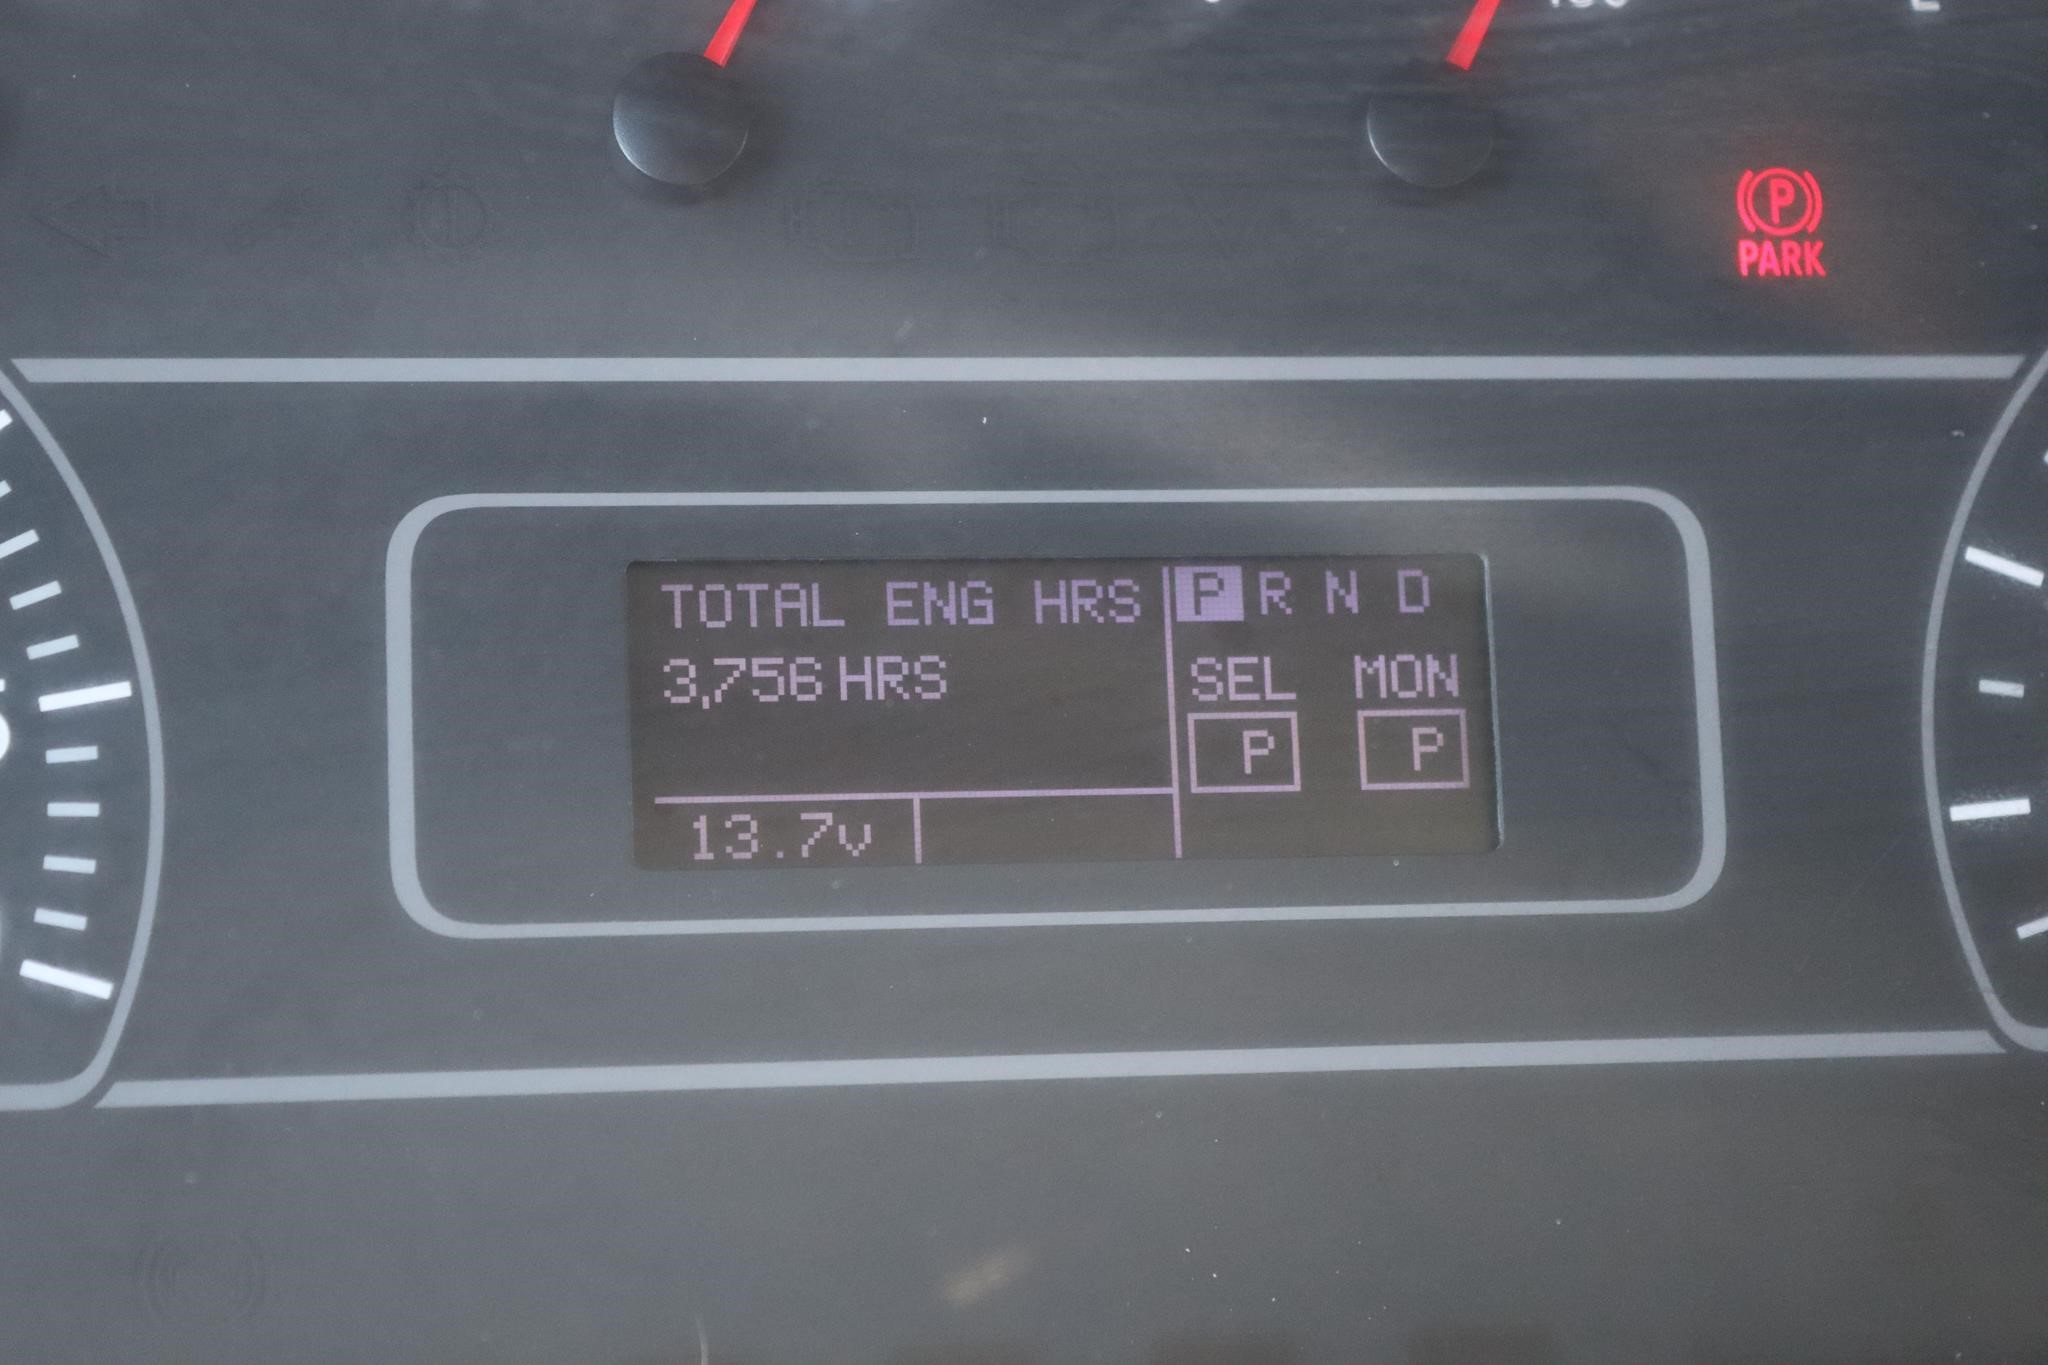 P
PARK
TOTAL ENG HRS
3,756 HRS
13.7v
P R N D
SEL MON
P P